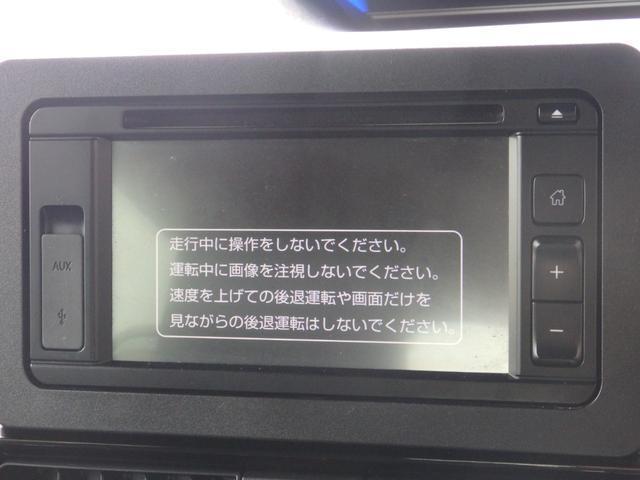 走行中に操作をしないでください。
運転中に画像を注視しないでください。
速度を上げての後退運転や画面だけを
見ながらの後退運転はしないでください。
AUX
+
−